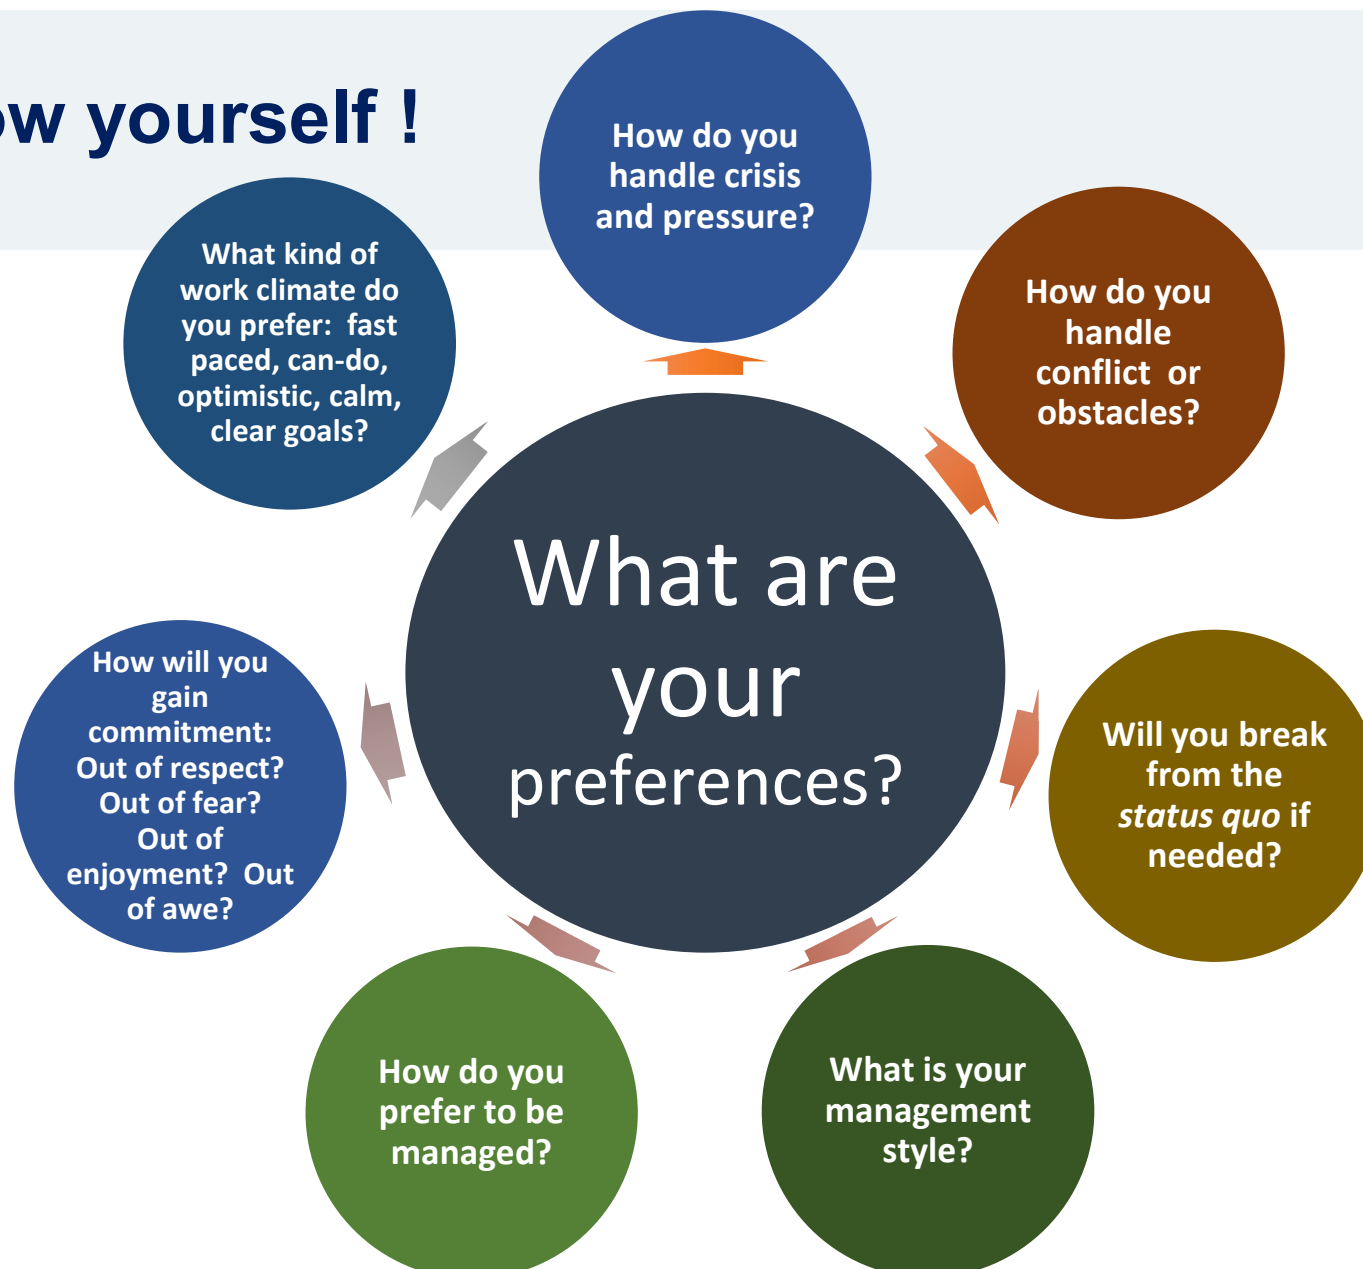 ow yourself !
How do you
handle crisis
and pressure?
How do you
handle
conflict  or
obstacles?
Will you break
from the
status quo if
needed?
What is your
management
style?
How do you
prefer to be
managed?
How will you
gain
commitment:
Out of respect?
Out of fear?
Out of
enjoyment?  Out
of awe?
What kind of
work climate do
you prefer:  fast
paced, can-do,
optimistic, calm,
clear goals?
What are
your
preferences?